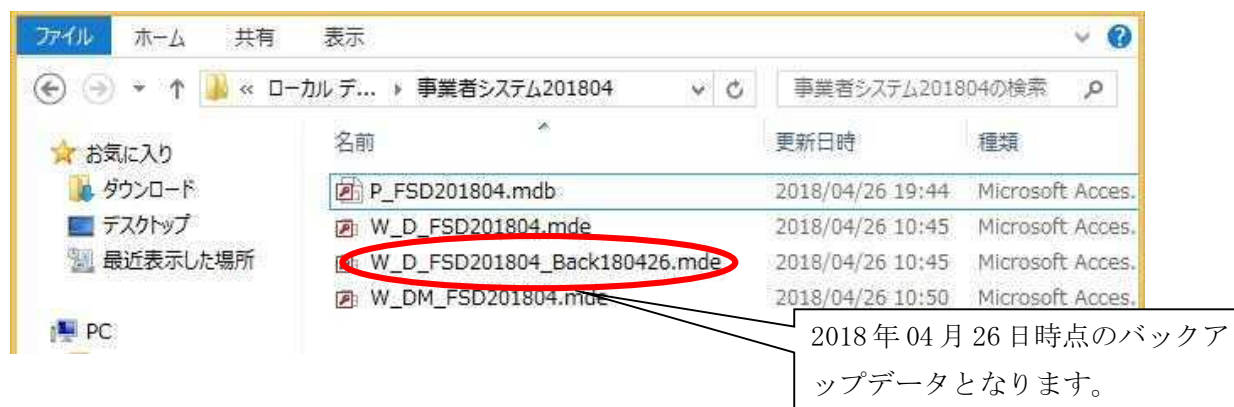 ファイル ホーム 共有 表示
« ローカル デ... 事業者システム201804 事業者システム201804の検索
お気に入り
ダウンロード
デスクトップ
最近表示した場所
PC
名前 更新日時 種類
P_FSD201804.mdb 2018/04/26 19:44 Microsoft Acces.
W_D_FSD201804.mde 2018/04/26 10:45 Microsoft Acces.
W_D_FSD201804_Back180426.mde 2018/04/26 10:45 Microsoft Acces.
W_DM_FSD201804.mde 2018/04/26 10:50 Microsoft Acces.
2018 年 04 月 26 日時点のバックア
ップデータとなります。